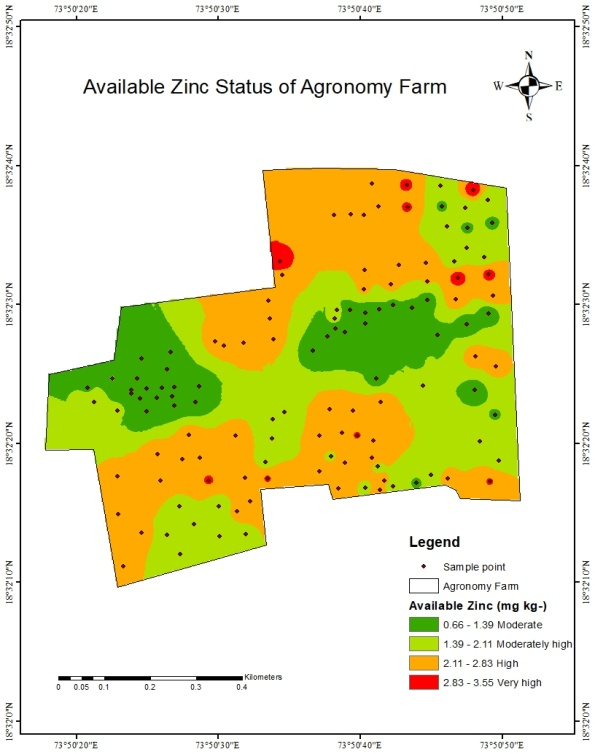 73°50'20"E 73°50'30"E 73°50'40"E 73°50'50"E
18°32'50"N 18°32'50"N
Available Zinc Status of Agronomy Farm
N
W E
S
18°32'40"N 18°32'40"N
18°32'30"N 18°32'30"N
18°32'20"N 18°32'20"N
Legend
Sample point
18°32'10"N 18°32'10"N
Agronomy Farm
Available Zinc (mg kg-)
0.66 - 1.39 Moderate
1.39 - 2.11 Moderately high
2.11 - 2.83 High
2.83 - 3.55 Very high
Kilometers
0 0.05 0.1 0.2 0.3 0.4
18°32'0"N 18°32'0"N
73°50'20"E 73°50'30"E 73°50'40"E 73°50'50"E